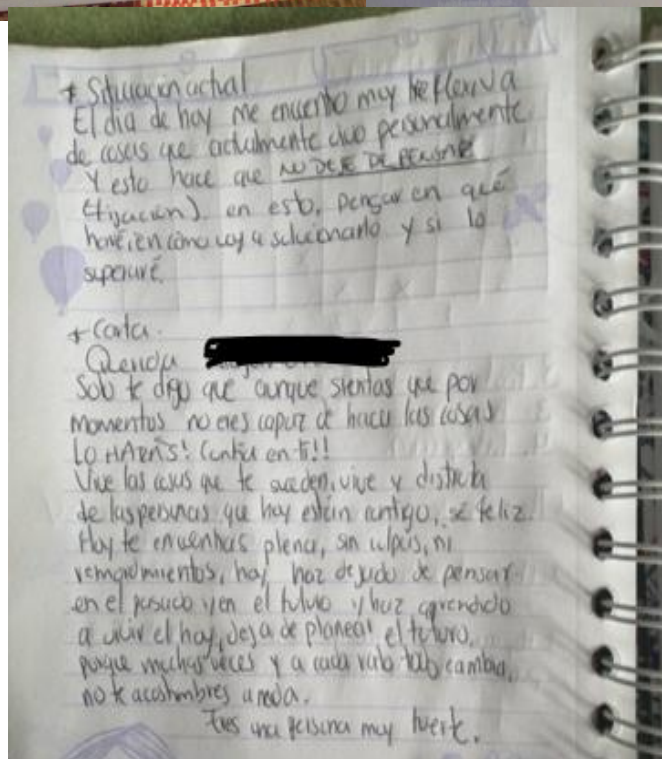 * Situación actual
El día de hoy me encuentro muy Reflexiva
de cosas que actualmente vivo personalmente
Y esto hace que NO DEJE DE PENSAR
(fijación) en esto, pensar en qué
haré, en cómo voy a solucionarlo y si lo
superaré.
* Carta.
Querida
Solo te digo que aunque sientas que por
momentos no eres capaz de hacer las cosas
LO HARÁS! Confía en ti!!
Vive las cosas que te suceden, vive y disfruta
de las personas que hoy están contigo, sé feliz.
Hoy te encuentras plena, sin culpas, ni
remordimientos, hoy haz dejado de pensar
en el pasado y en el futuro y haz aprendido
a vivir el hoy, deja de planear el futuro,
porque muchas veces y a cada rato todo cambia,
no te acostumbres a nada.
Eres una persona muy fuerte.